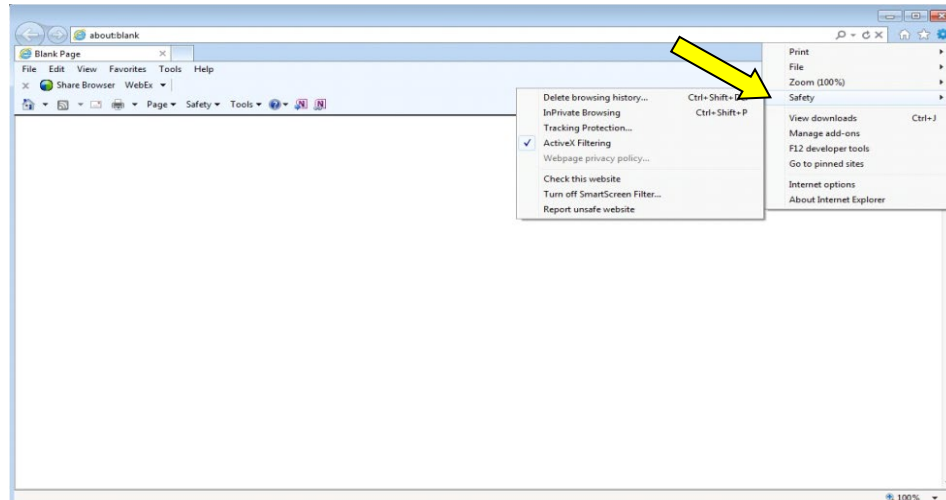 about:blank
Blank Page
File Edit View Favorites Tools Help
Share Browser WebEx
Page Safety Tools
Print
File
Zoom (100%)
Safety
View downloads Ctrl+J
Manage add-ons
F12 developer tools
Go to pinned sites
Internet options
About Internet Explorer
Delete browsing history... Ctrl+Shift+
InPrivate Browsing Ctrl+Shift+P
Tracking Protection...
ActiveX Filtering
Webpage privacy policy...
Check this website
Turn off SmartScreen Filter...
Report unsafe website
100%